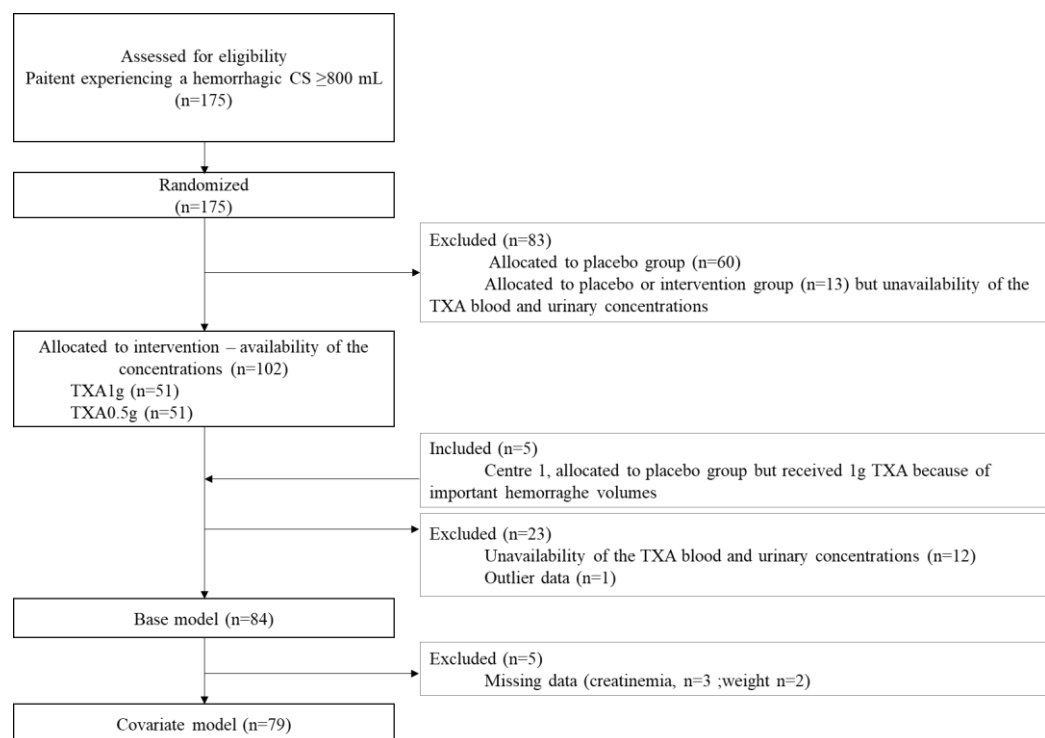 Assessed for eligibility
Paitent experiencing a hemorrhagic CS ≥800 mL
(n=175)
Randomized
(n=175)
Excluded (n=83)
Allocated to placebo group (n=60)
Allocated to placebo or intervention group (n=13) but unavailability of the
TXA blood and urinary concentrations
Allocated to intervention – availability of the
concentrations (n=102)
TXA1g (n=51)
TXA0.5g (n=51)
Included (n=5)
Centre 1, allocated to placebo group but received 1g TXA because of
important hemorraghe volumes
Excluded (n=23)
Unavailability of the TXA blood and urinary concentrations (n=12)
Outlier data (n=1)
Base model (n=84)
Excluded (n=5)
Missing data (creatinemia, n=3 ;weight n=2)
Covariate model (n=79)